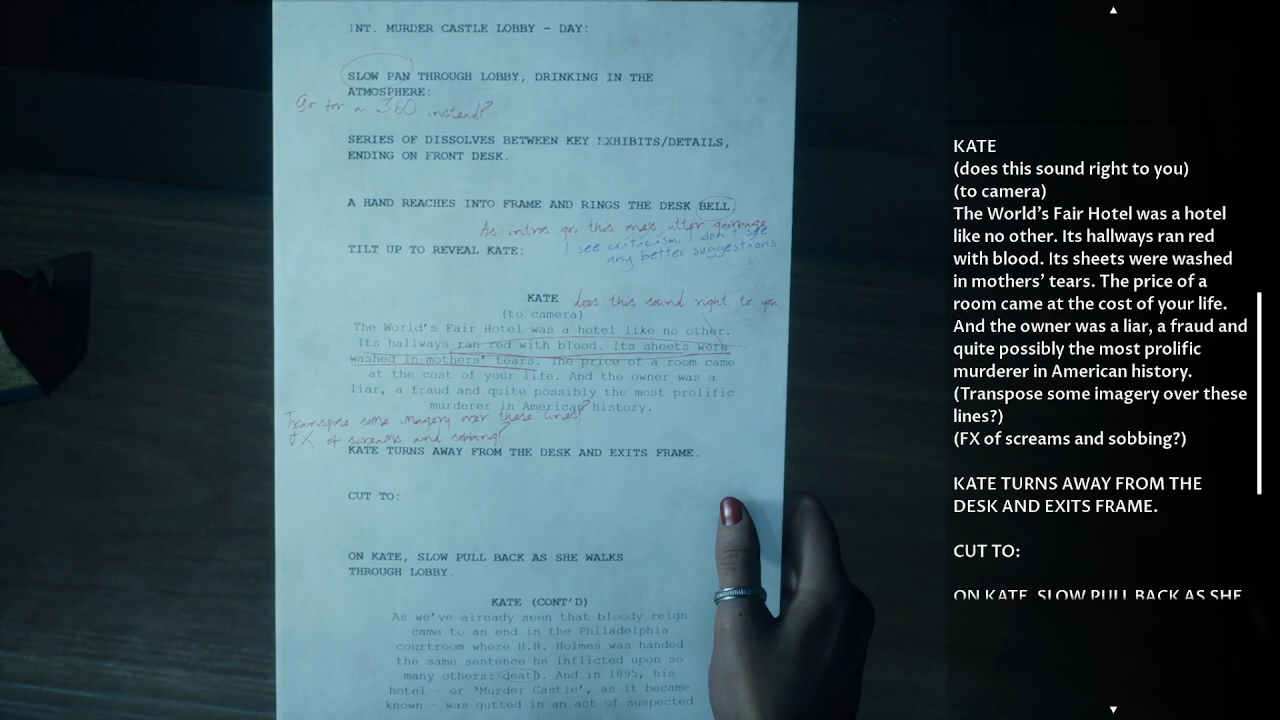 INT. MURDER CASTLE LOBBY – DAY:
SLOW PAN THROUGH LOBBY, DRINKING IN THE
ATMOSPHERE:
Go for a 360 instead?
SERIES OF DISSOLVES BETWEEN KEY EXHIBITS/DETAILS,
ENDING ON FRONT DESK.
A HAND REACHES INTO FRAME AND RINGS THE DESK BELL.
As intros go, this one's utter garbage
I see criticism. I don't see
any better suggestions
TILT UP TO REVEAL KATE:
KATE does this sound right to you
(to camera)
The World's Fair Hotel was a hotel like no other.
Its hallways ran red with blood. Its sheets were
washed in mothers' tears. The price of a room came
at the cost of your life. And the owner was a
liar, a fraud and quite possibly the most prolific
murderer in American history.
Transpose some imagery over these lines?
FX of screams and sobbing?
KATE TURNS AWAY FROM THE DESK AND EXITS FRAME.
CUT TO:
ON KATE, SLOW PULL BACK AS SHE WALKS
THROUGH LOBBY.
KATE (CONT'D)
As we've already seen that bloody reign
came to an end in the Philadelphia
courtroom where H.H. Holmes was handed
the same sentence he inflicted upon so
many others: death. And in 1895, his
hotel – or 'Murder Castle', as it became
known – was gutted in an act of suspected
KATE
(does this sound right to you)
(to camera)
The World's Fair Hotel was a hotel
like no other. Its hallways ran red
with blood. Its sheets were washed
in mothers' tears. The price of a
room came at the cost of your life.
And the owner was a liar, a fraud and
quite possibly the most prolific
murderer in American history.
(Transpose some imagery over these
lines?)
(FX of screams and sobbing?)
KATE TURNS AWAY FROM THE
DESK AND EXITS FRAME.
CUT TO:
ON KATE, SLOW PULL BACK AS SHE